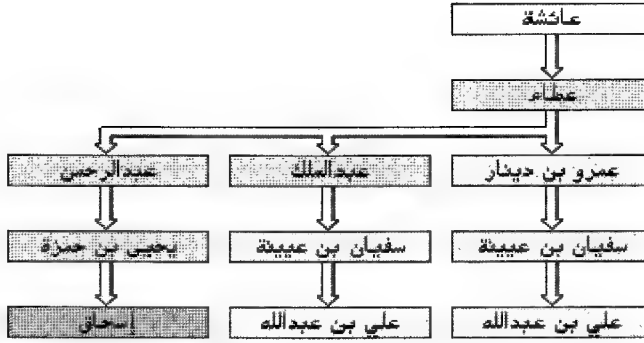 عائشة
عطاء
عمرو بن دينار عبدالملك عبدالرحمن
سفيان بن عيينة سفيان بن عيينة يحيى بن حمزة
علي بن عبدالله علي بن عبدالله إسحاق